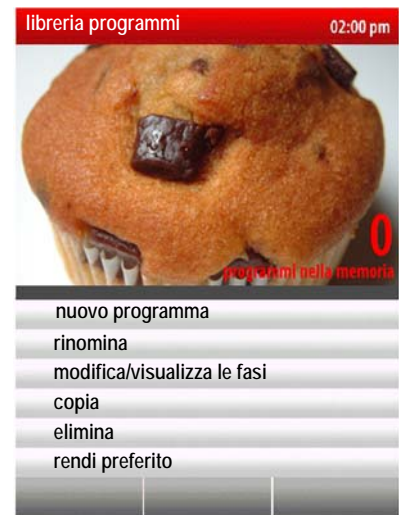 libreria programmi 02:00 pm
0
programmi nella memoria
nuovo programma
rinomina
modifica/visualizza le fasi
copia
elimina
rendi preferito